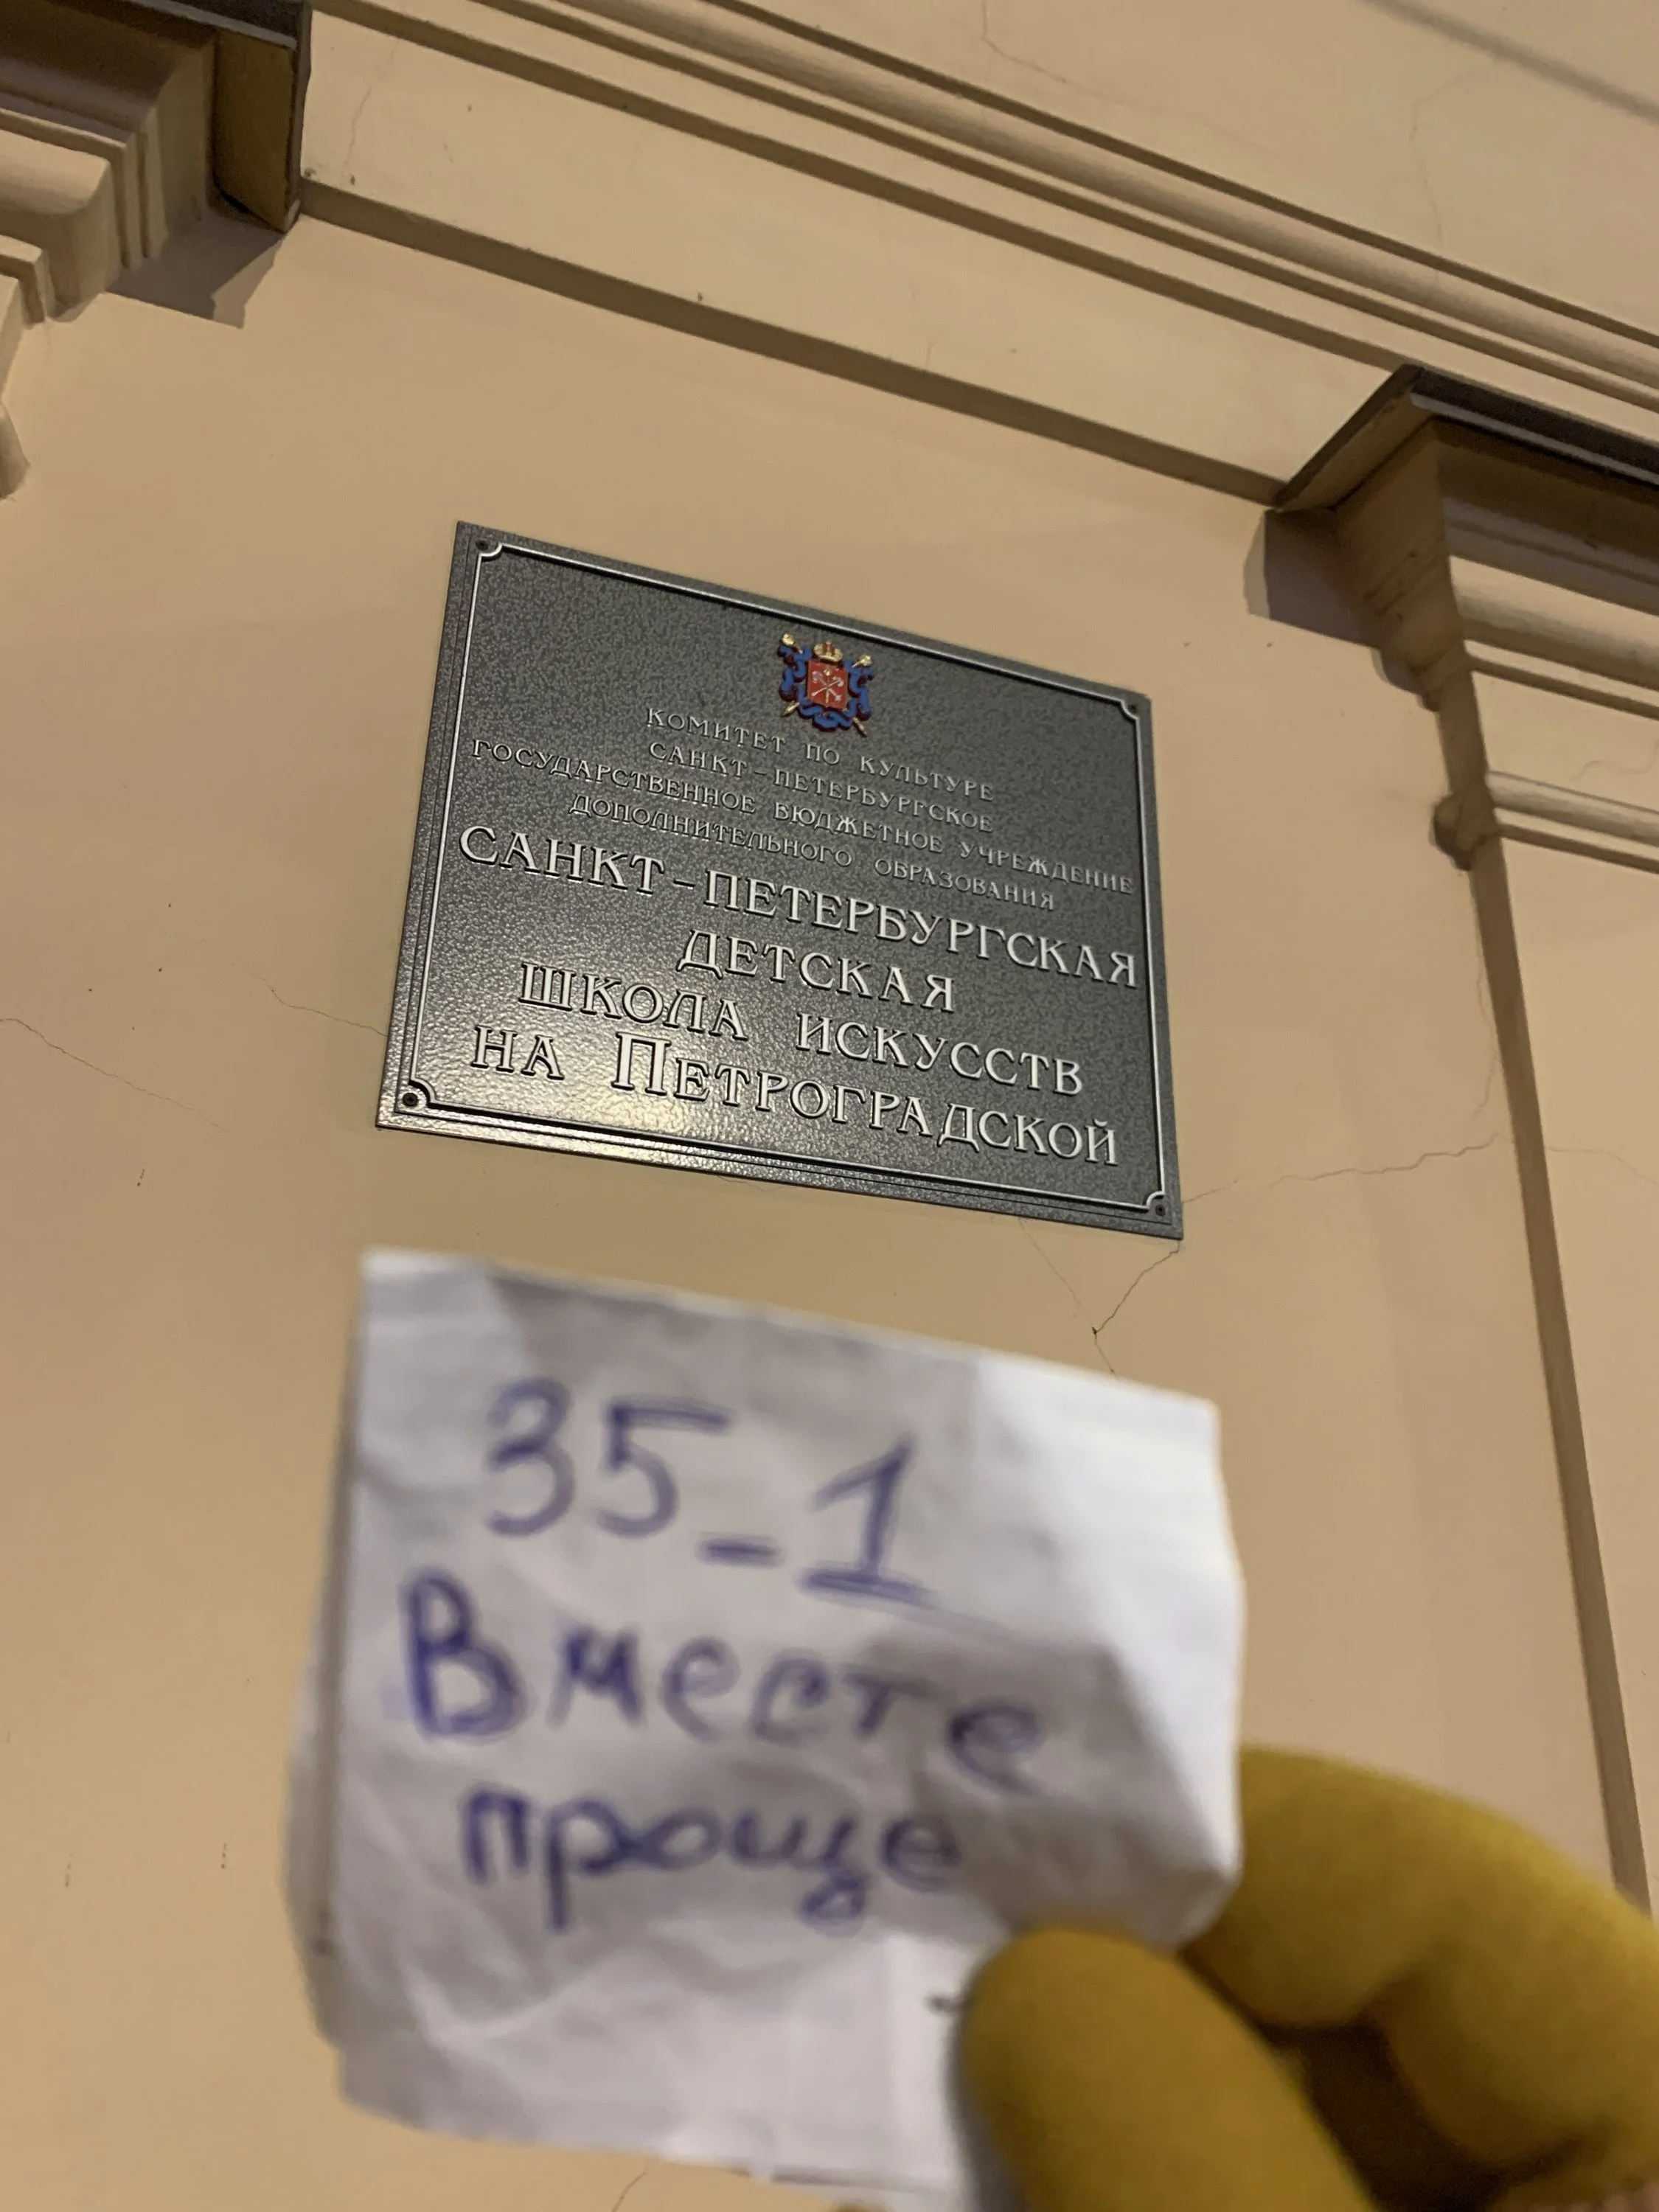 КОМИТЕТ ПО КУЛЬТУРЕ
САНКТ-ПЕТЕРБУРГСКОЕ
ГОСУДАРСТВЕННОЕ БЮДЖЕТНОЕ УЧРЕЖДЕНИЕ
ДОПОЛНИТЕЛЬНОГО ОБРАЗОВАНИЯ
САНКТ-ПЕТЕРБУРГСКАЯ
ДЕТСКАЯ
ШКОЛА ИСКУССТВ
НА ПЕТРОГРАДСКОЙ
35_1
Вместе
проще